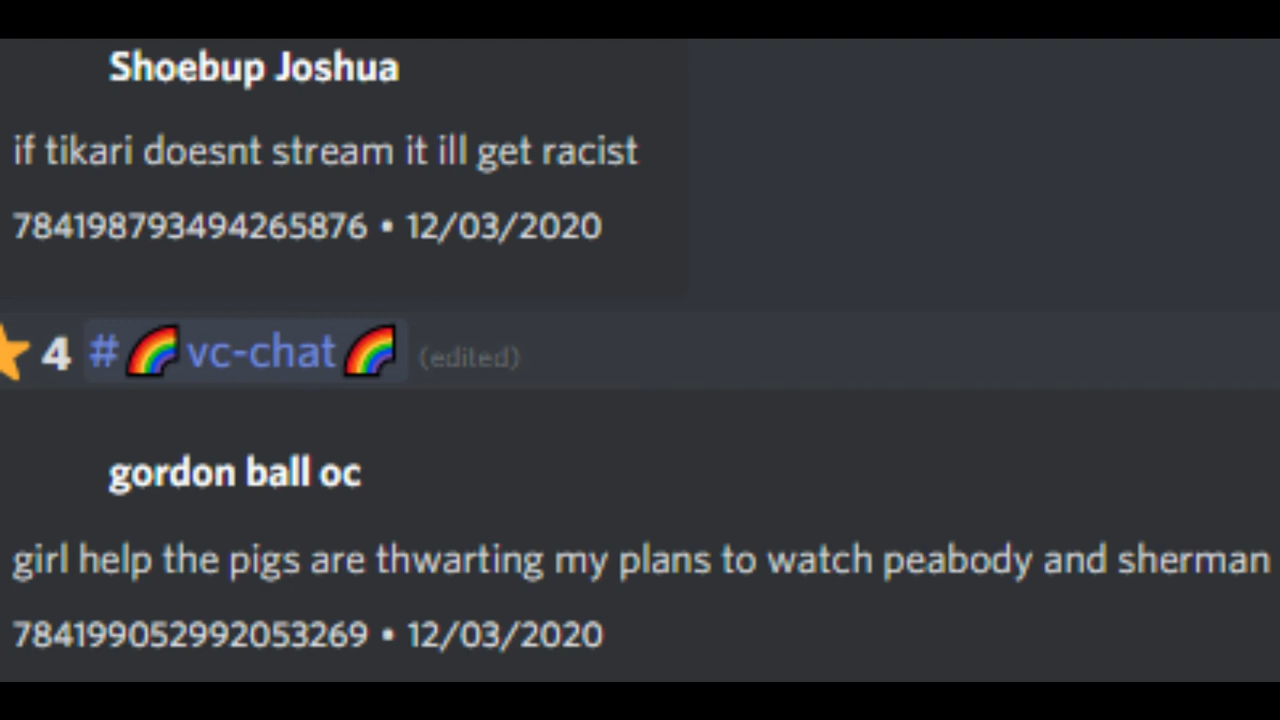 Shoebup Joshua
if tikari doesnt stream it ill get racist
784198793494265876 • 12/03/2020
⭐ 4 #🌈vc-chat🌈 (edited)
gordon ball oc
girl help the pigs are thwarting my plans to watch peabody and sherman
784199052992053269 • 12/03/2020